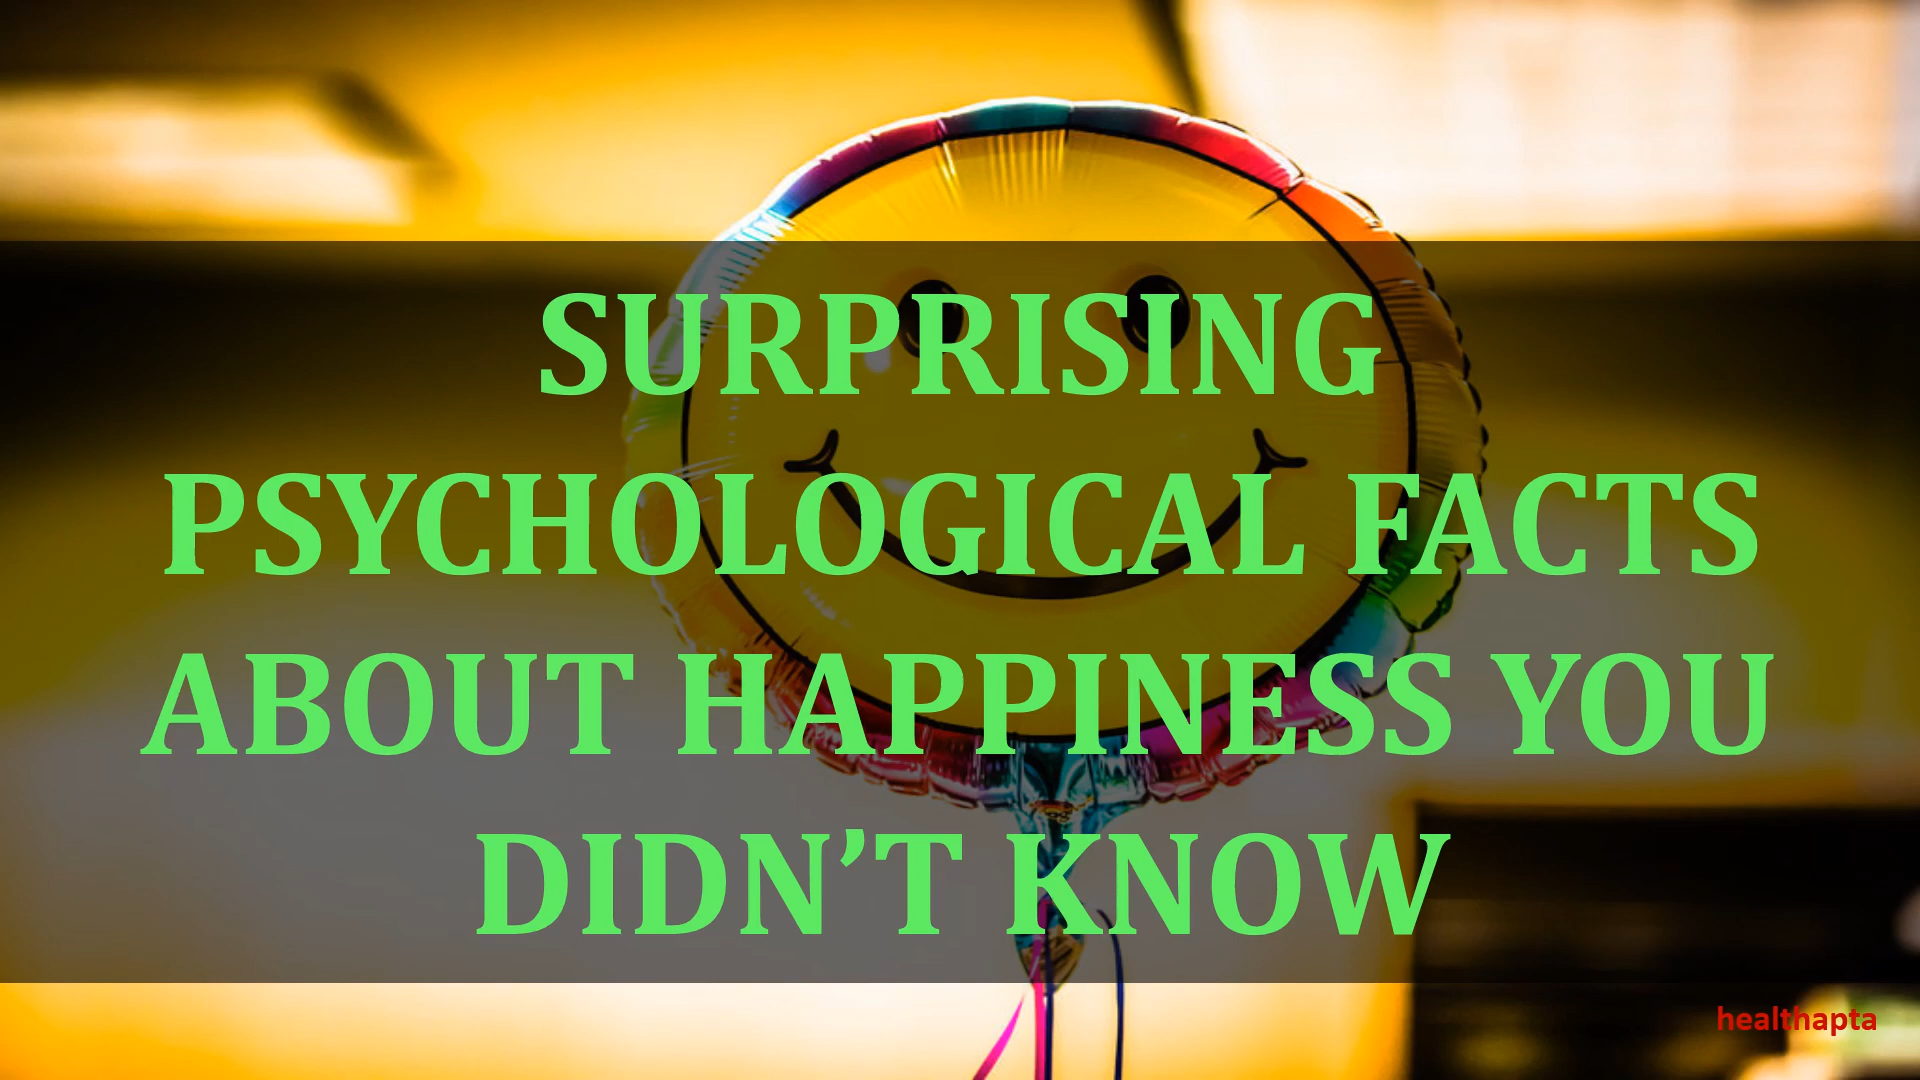 SURPRISING
PSYCHOLOGICAL FACTS
ABOUT HAPPINESS YOU
DIDN’T KNOW
healthapta